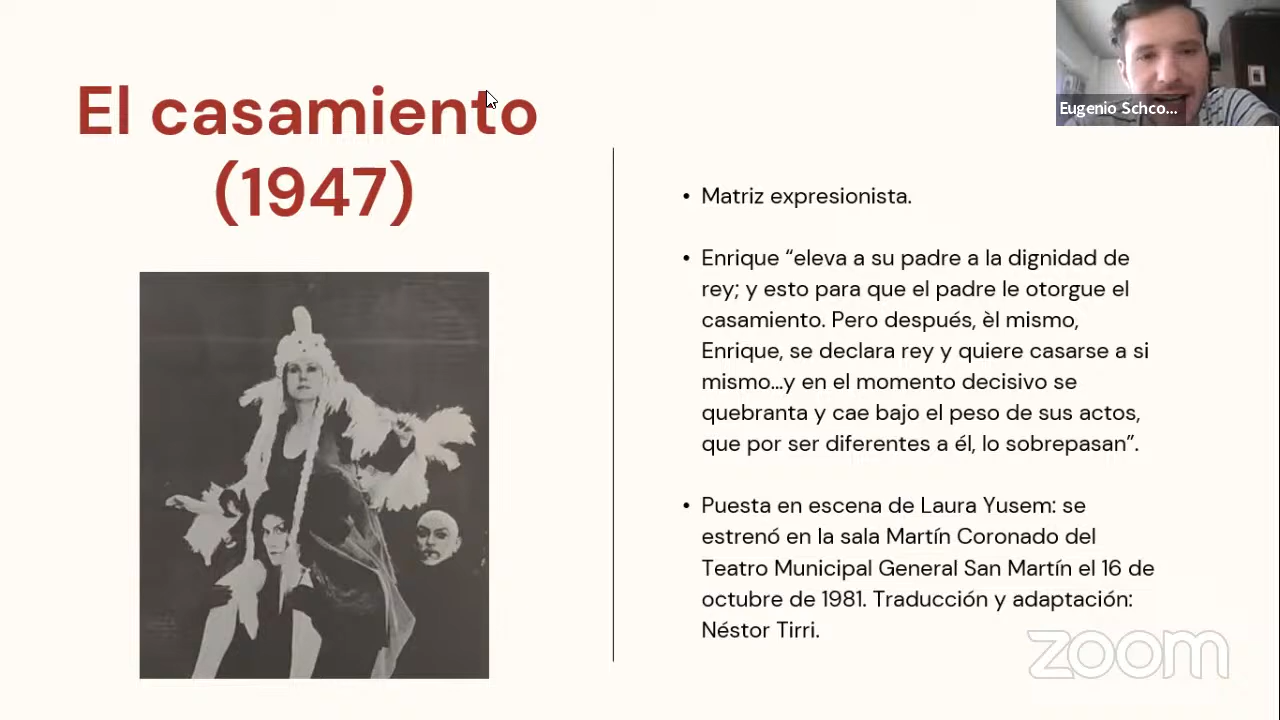 El casamiento
(1947)
Eugenio Schco...
• Matriz expresionista.
• Enrique “eleva a su padre a la dignidad de
rey; y esto para que el padre le otorgue el
casamiento. Pero después, èl mismo,
Enrique, se declara rey y quiere casarse a si
mismo...y en el momento decisivo se
quebranta y cae bajo el peso de sus actos,
que por ser diferentes a él, lo sobrepasan”.
• Puesta en escena de Laura Yusem: se
estrenó en la sala Martín Coronado del
Teatro Municipal General San Martín el 16 de
octubre de 1981. Traducción y adaptación:
Néstor Tirri.
zoom